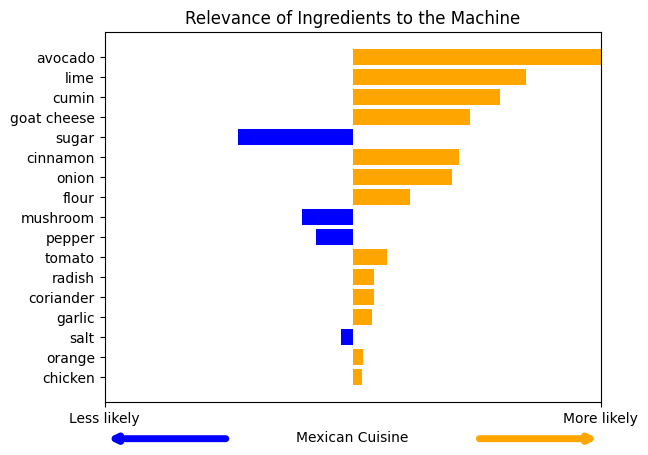 Relevance of Ingredients to the Machine
avocado
lime
cumin
goat cheese
sugar
cinnamon
onion
flour
mushroom
pepper
tomato
radish
coriander
garlic
salt
orange
chicken
Less likely
More likely
Mexican Cuisine